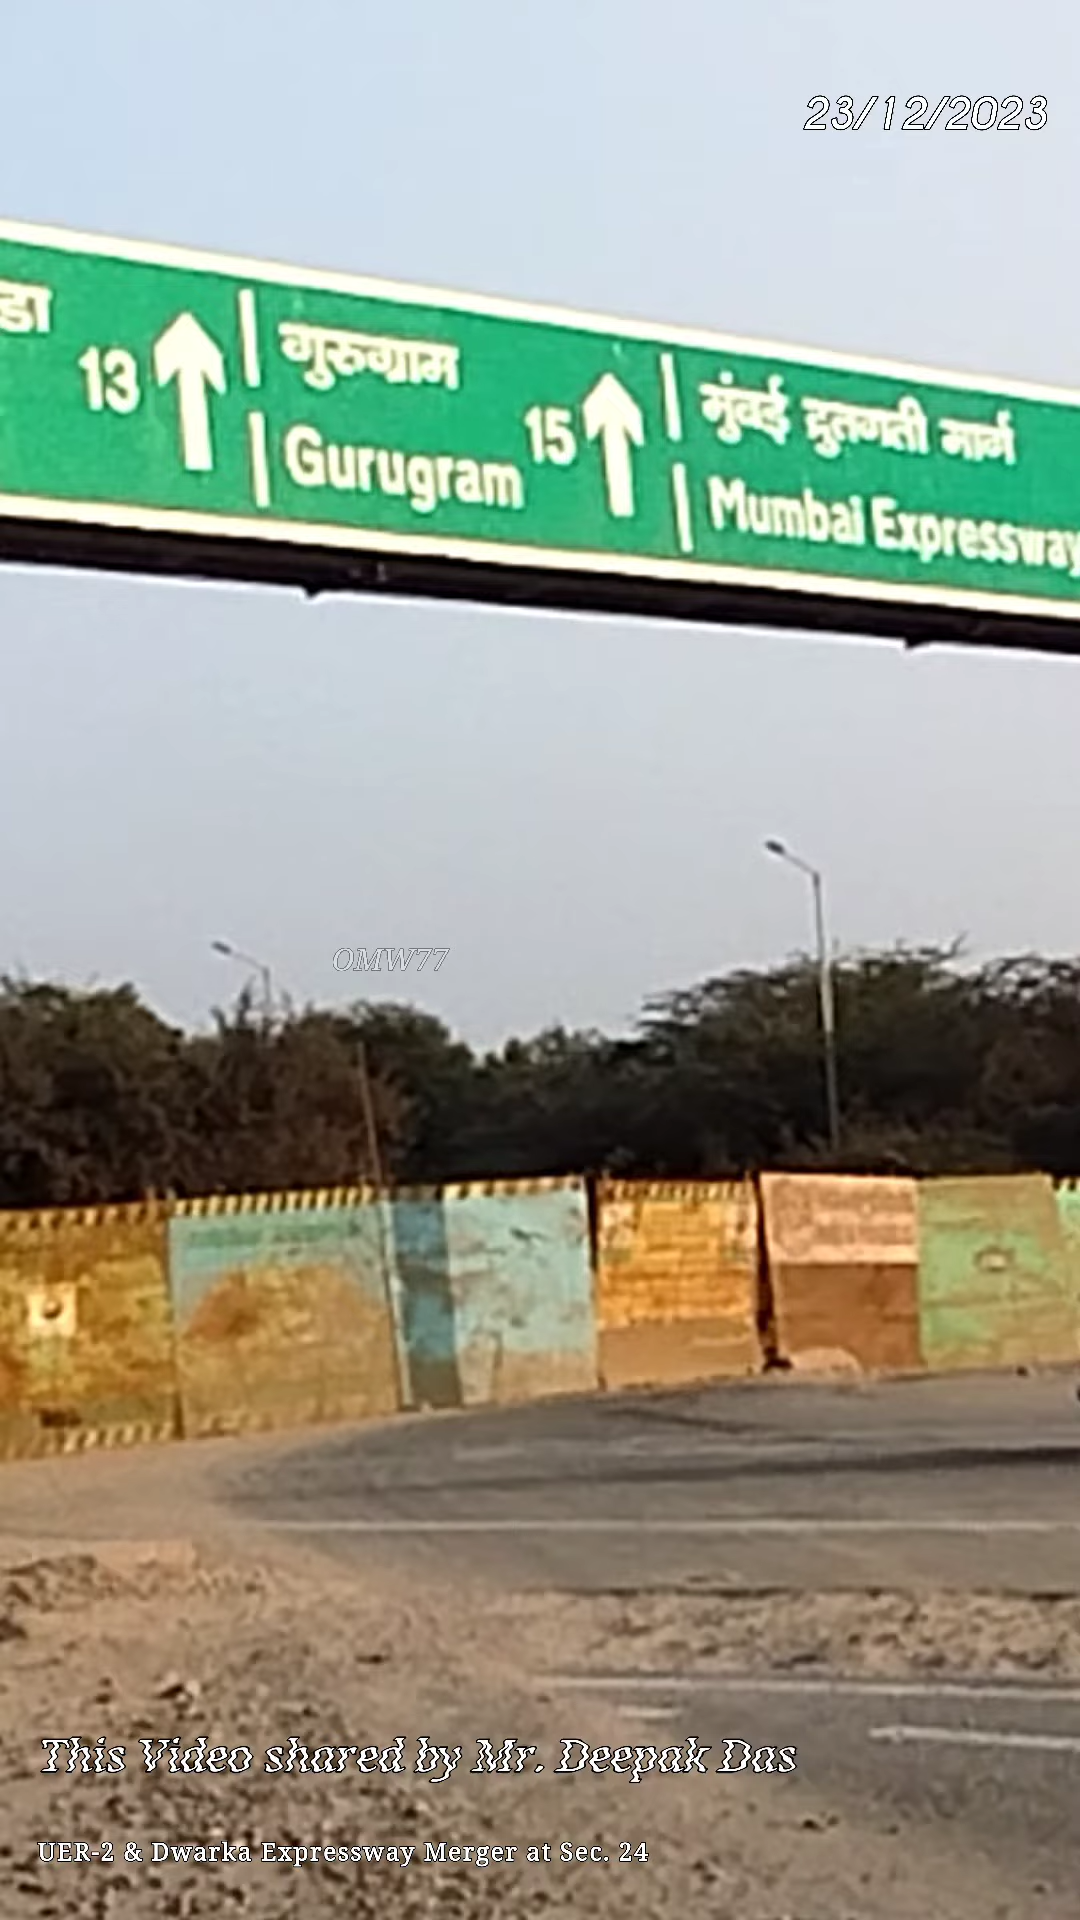 23/12/2023
डा
13
गुरुग्राम
Gurugram
15
मुंबई द्रुतगती मार्ग
Mumbai Expressway
OMW77
This Video shared by Mr. Deepak Das
UER-2 & Dwarka Expressway Merger at Sec. 24